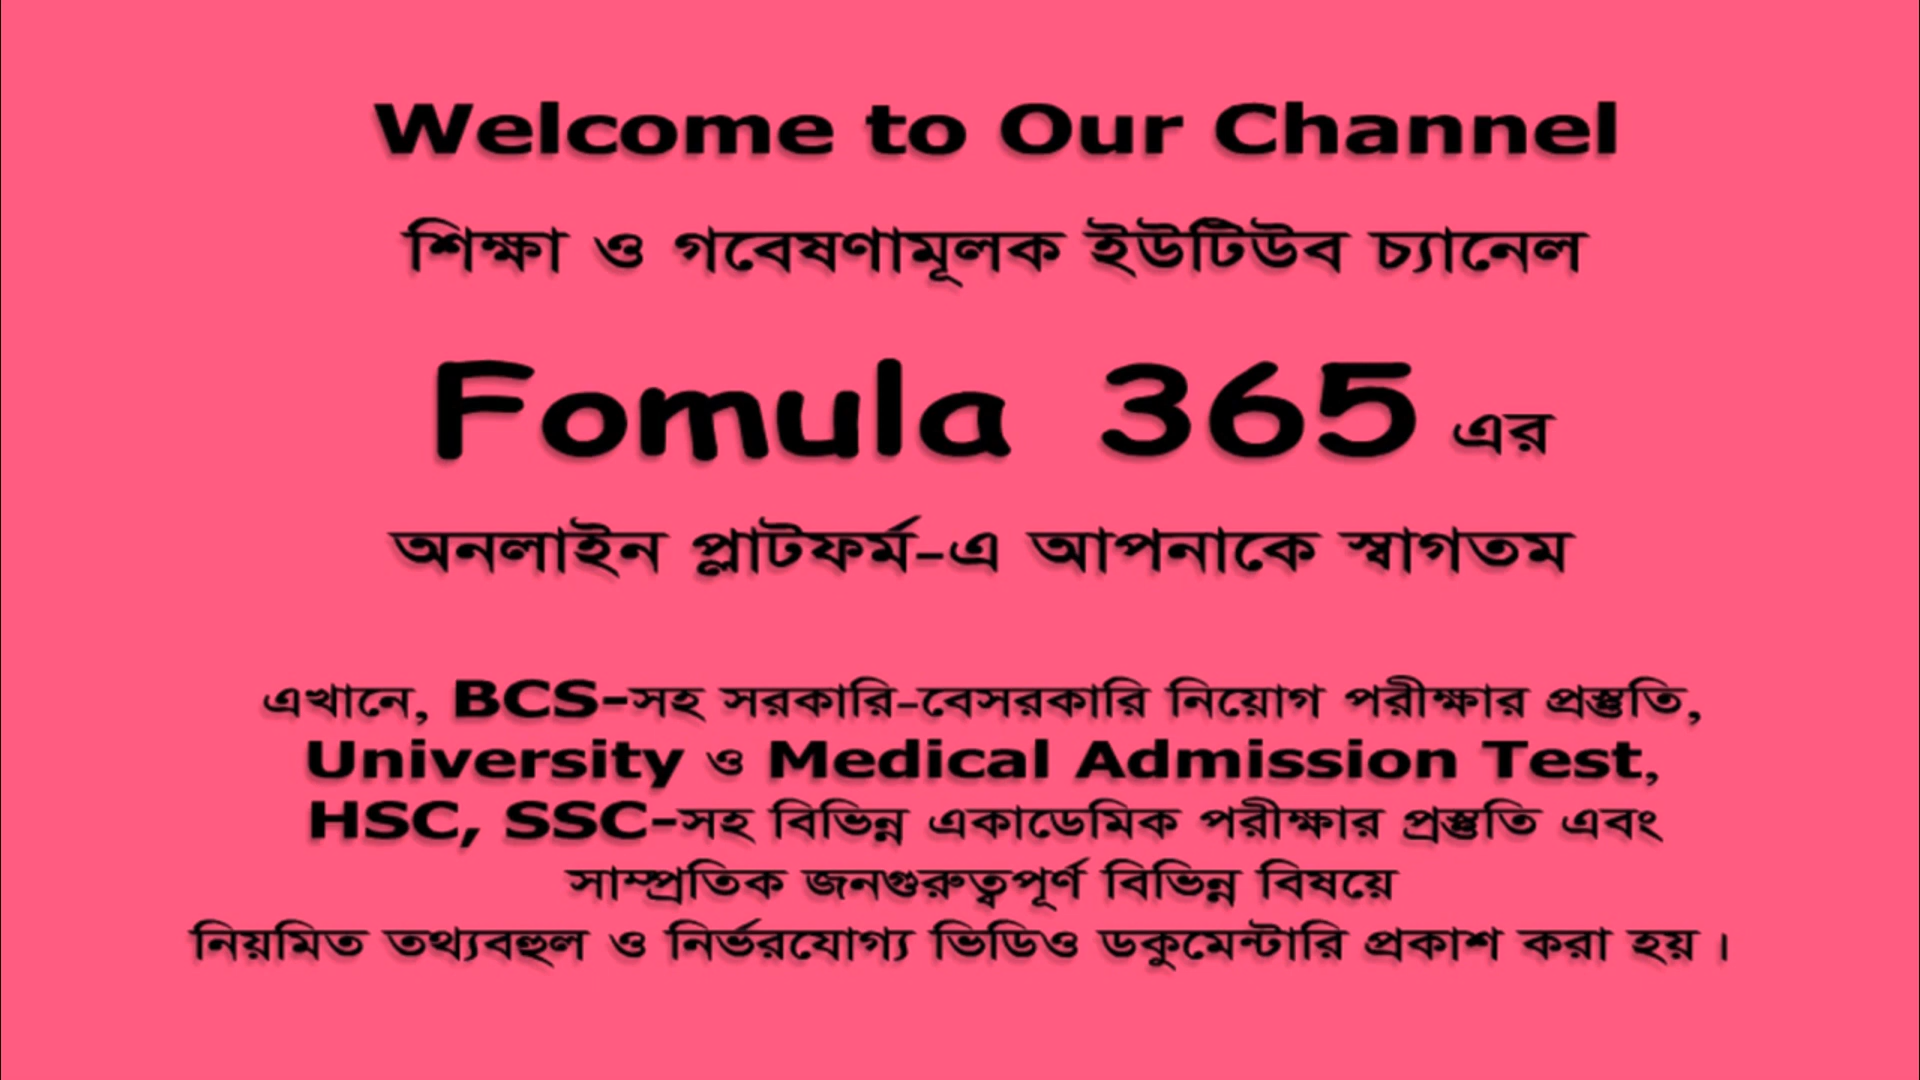 Welcome to Our Channel
শিক্ষা ও গবেষণামূলক ইউটিউব চ্যানেল
Fomula 365 এর
অনলাইন প্লাটফর্ম-এ আপনাকে স্বাগতম
এখানে, BCS-সহ সরকারি-বেসরকারি নিয়োগ পরীক্ষার প্রস্তুতি,
University ও Medical Admission Test,
HSC, SSC-সহ বিভিন্ন একাডেমিক পরীক্ষার প্রস্তুতি এবং
সাম্প্রতিক জনগুরুত্বপূর্ণ বিভিন্ন বিষয়ে
নিয়মিত তথ্যবহুল ও নির্ভরযোগ্য ভিডিও ডকুমেন্টারি প্রকাশ করা হয় ।